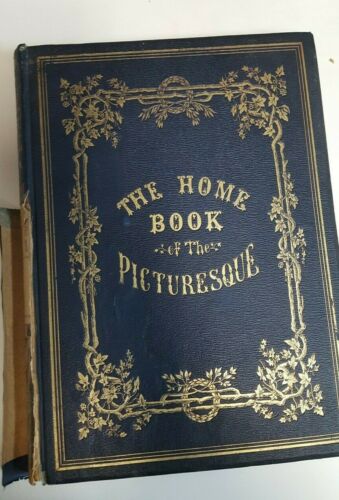 THE HOME
BOOK
of The
PICTURESQUE